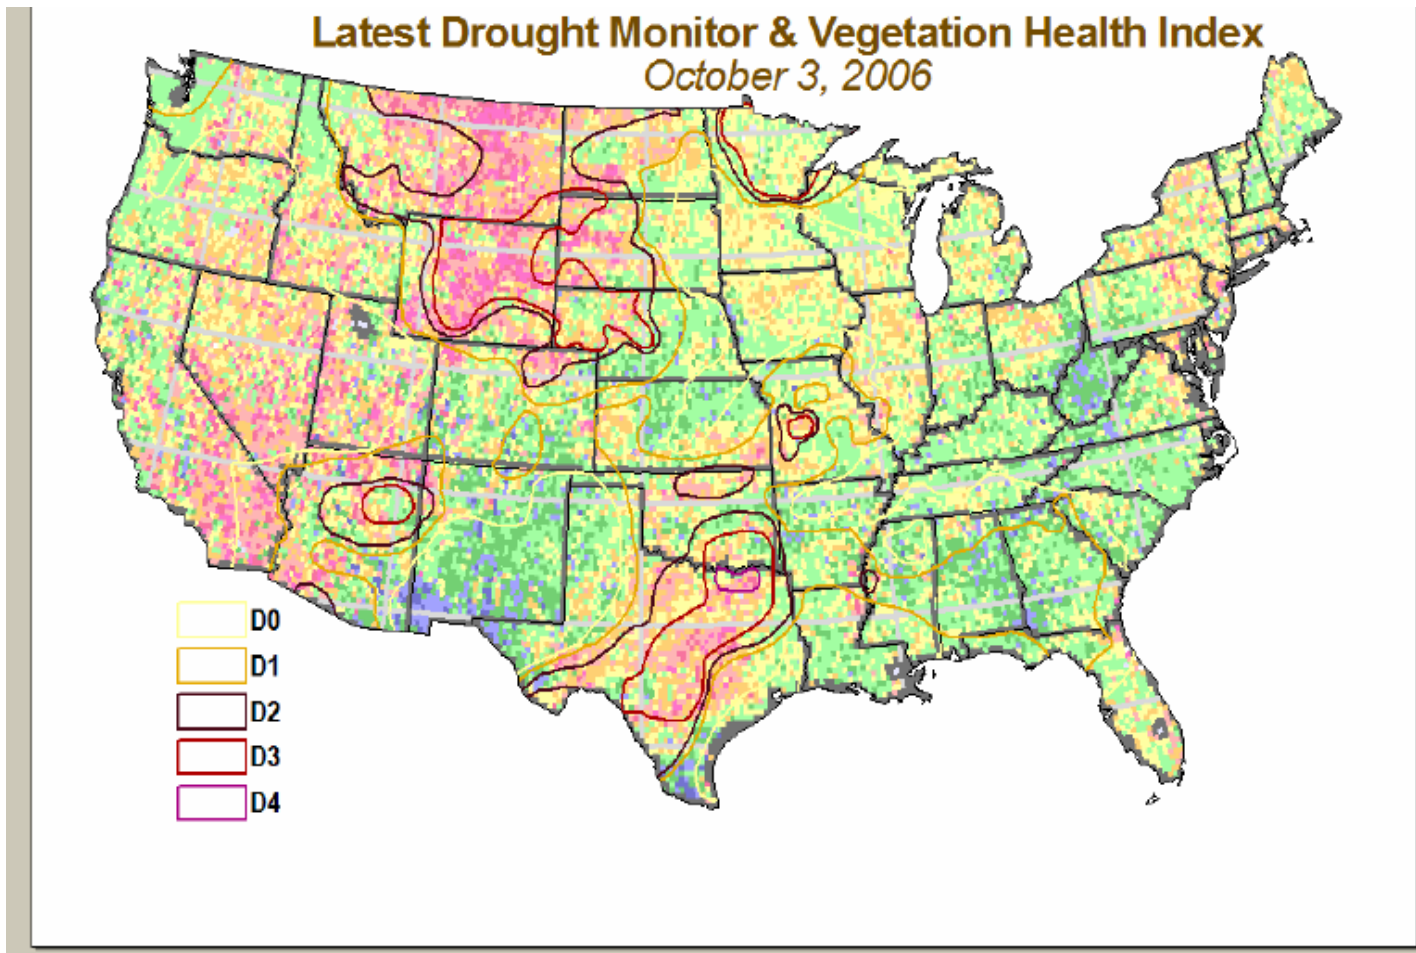 Latest Drought Monitor & Vegetation Health Index
October 3, 2006
D0
D1
D2
D3
D4